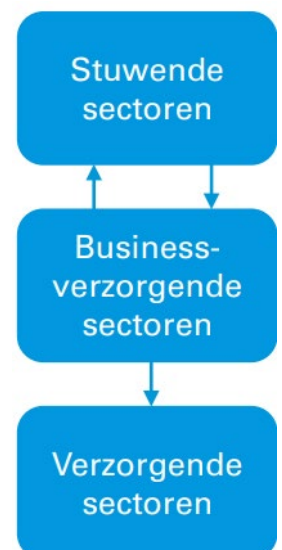 Stuwende
sectoren
Business-
verzorgende
sectoren
Verzorgende
sectoren